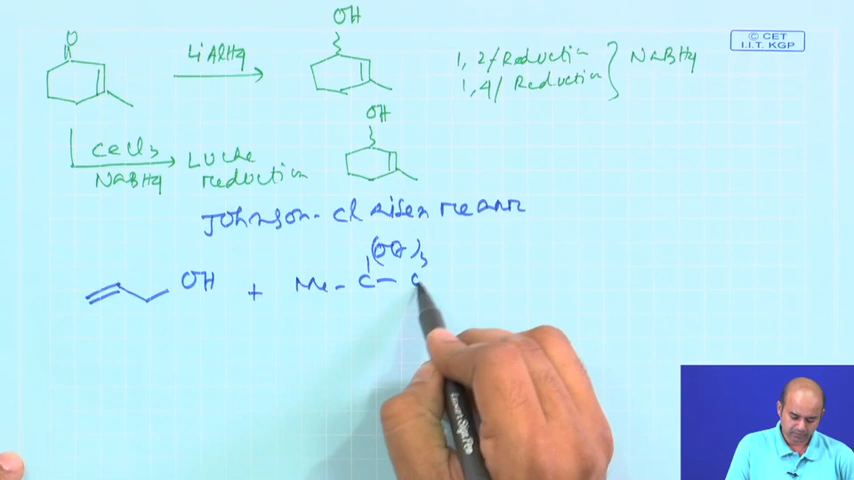 OH
© CET
I.I.T. KGP
O
LiAlH4
1,2/Reduction
1,4/Reduction
NaBH4
OH
CeCl3
NaBH4
Luche
reduction
Johnson-Claisen rearr
(OEt)3
OH
+
Me-C-